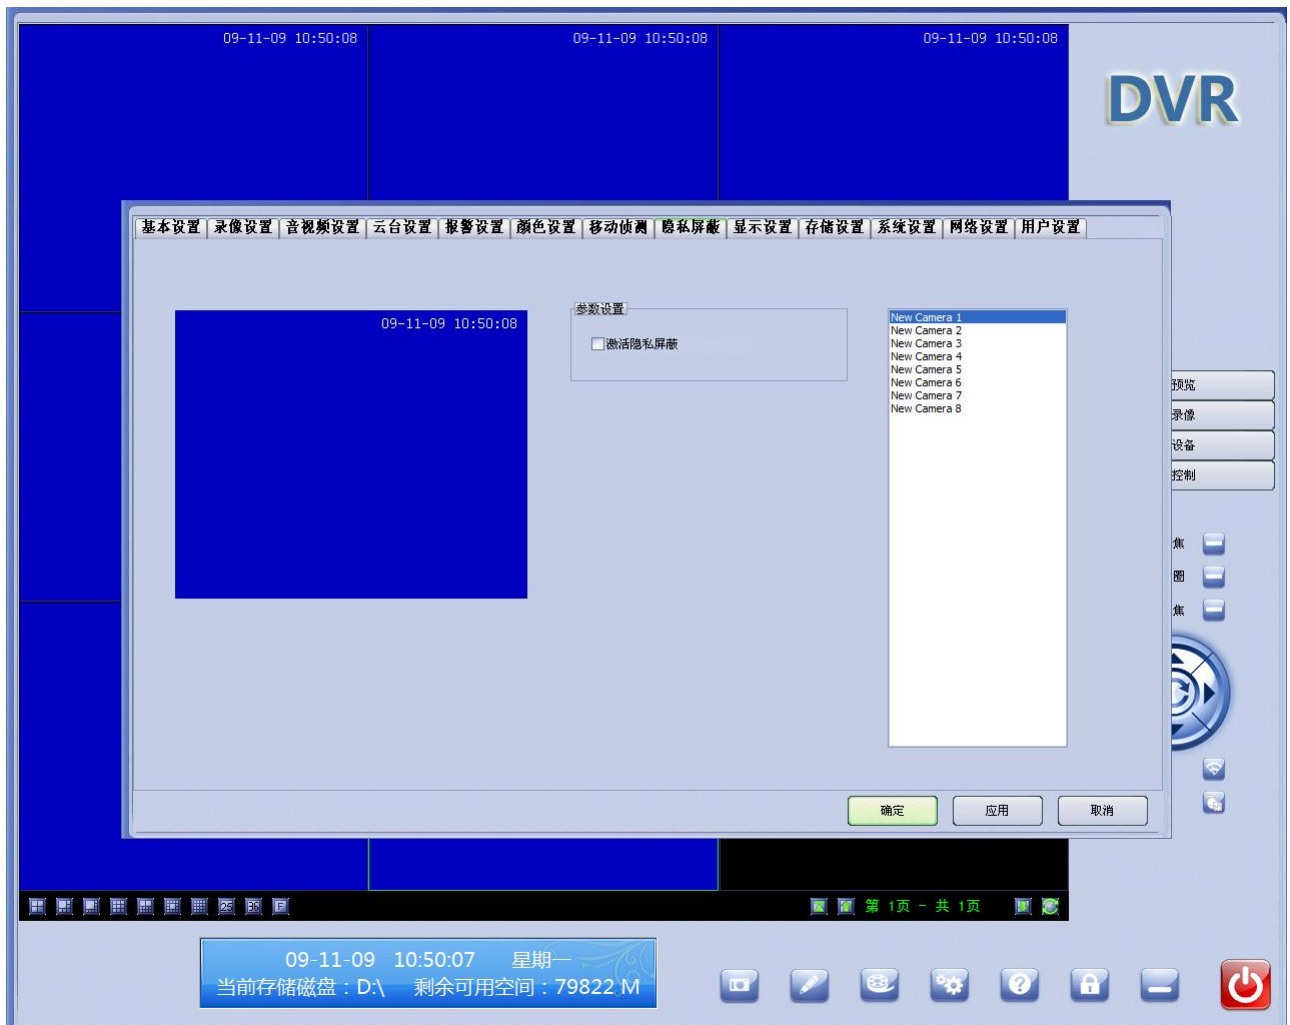 09-11-09 10:50:08
09-11-09 10:50:08
09-11-09 10:50:08
DVR
基本设置 录像设置 音视频设置 云台设置 报警设置 颜色设置 移动侦测 隐私屏蔽 显示设置 存储设置 系统设置 网络设置 用户设置
09-11-09 10:50:08
参数设置
激活隐私屏蔽
New Camera 1
New Camera 2
New Camera 3
New Camera 4
New Camera 5
New Camera 6
New Camera 7
New Camera 8
预览
录像
设备
控制
焦
圈
焦
确定 应用 取消
25 36 F
第 1页 - 共 1页
09-11-09 10:50:07 星期一
当前存储磁盘：D:\ 剩余可用空间：79822 M